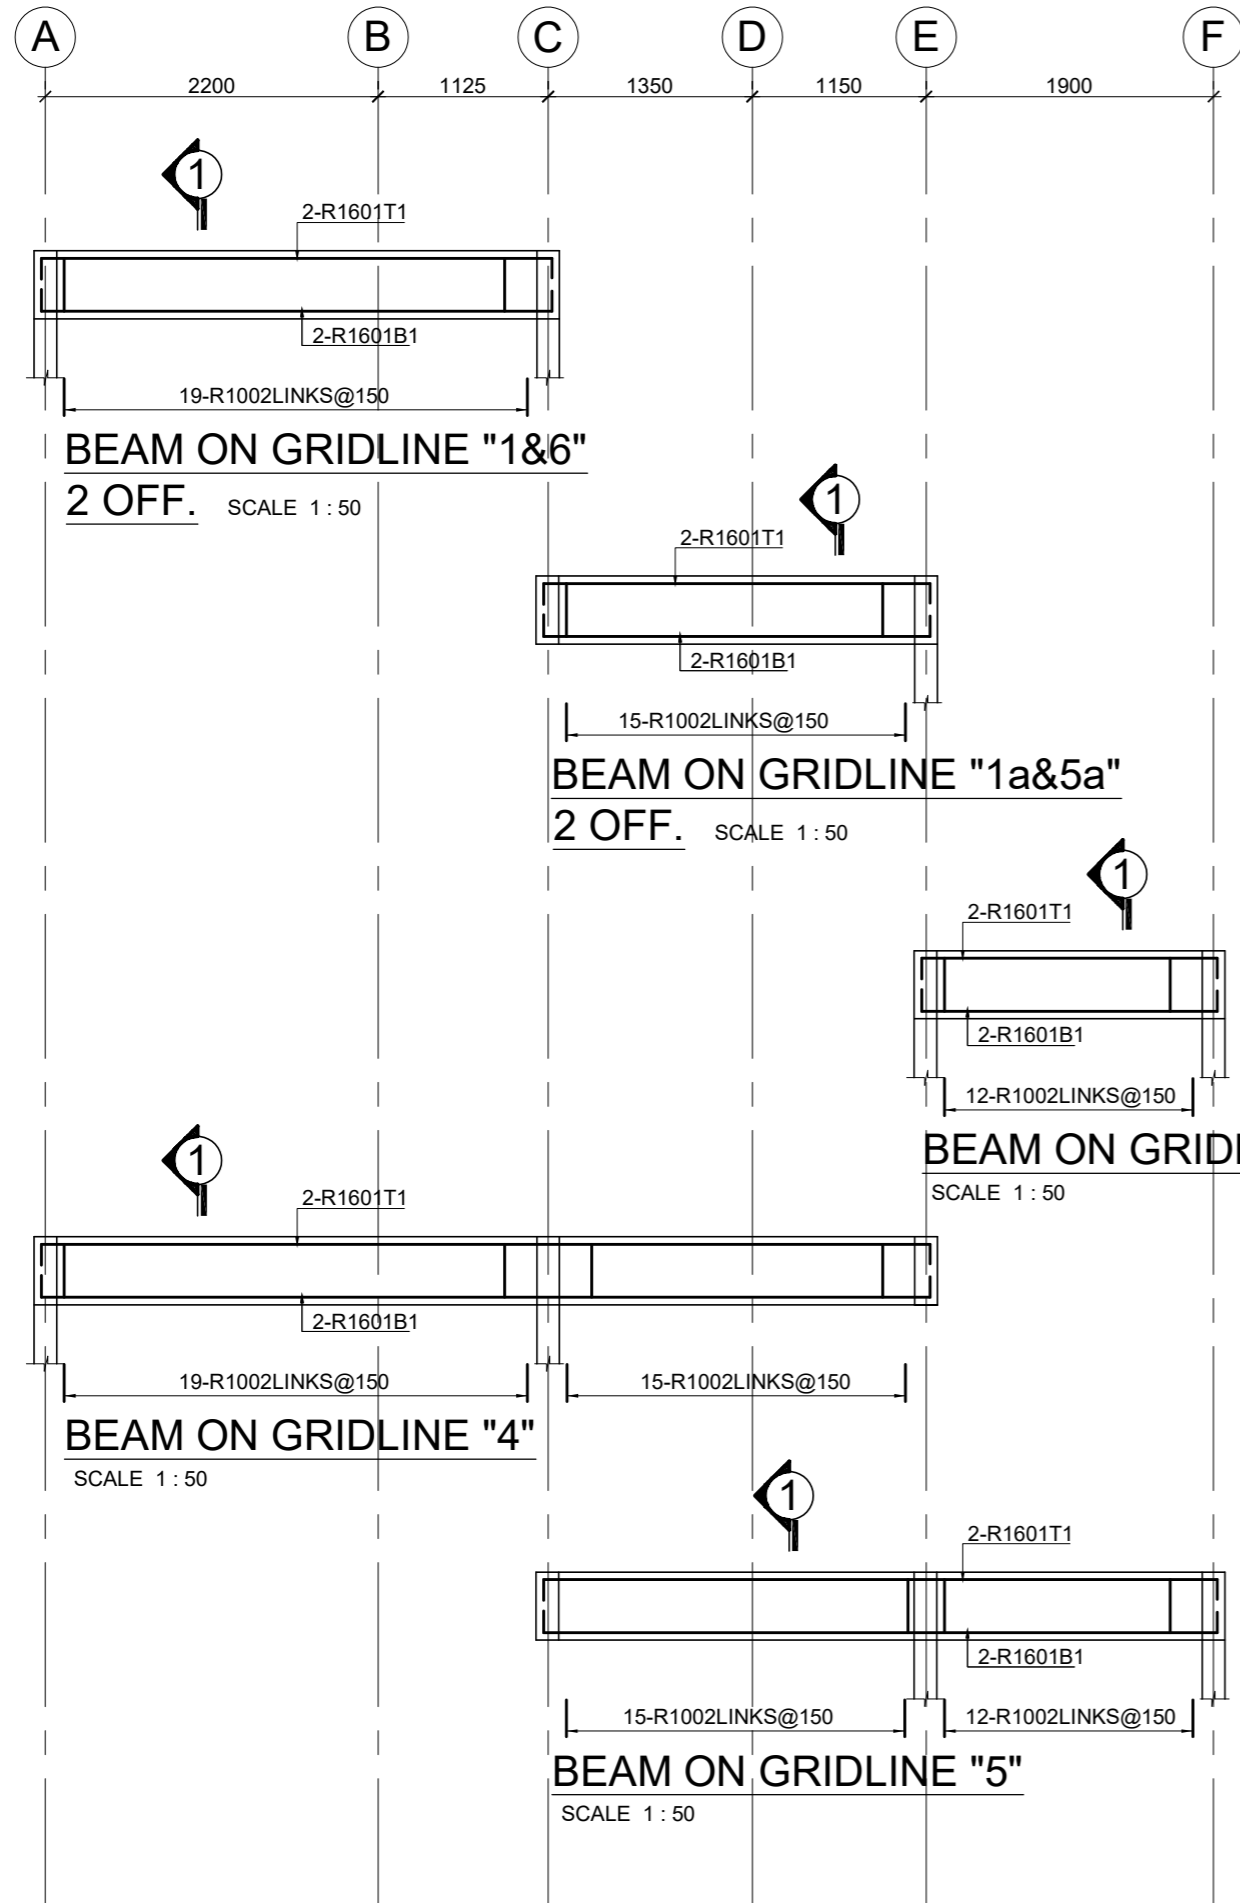 A B C D E F
2200 1125 1350 1150 1900
1
2-R1601T1
2-R1601B1
19-R1002LINKS@150
BEAM ON GRIDLINE "1&6"
2 OFF. SCALE 1 : 50
1
2-R1601T1
2-R1601B1
15-R1002LINKS@150
BEAM ON GRIDLINE "1a&5a"
2 OFF. SCALE 1 : 50
1
2-R1601T1
2-R1601B1
12-R1002LINKS@150
BEAM ON
SCALE 1 : 50
1
2-R1601T1
2-R1601B1
19-R1002LINKS@150 15-R1002LINKS@150
BEAM ON GRIDLINE "4"
SCALE 1 : 50
1
2-R1601T1
2-R1601B1
15-R1002LINKS@150 12-R1002LINKS@150
BEAM ON GRIDLINE "5"
SCALE 1 : 50